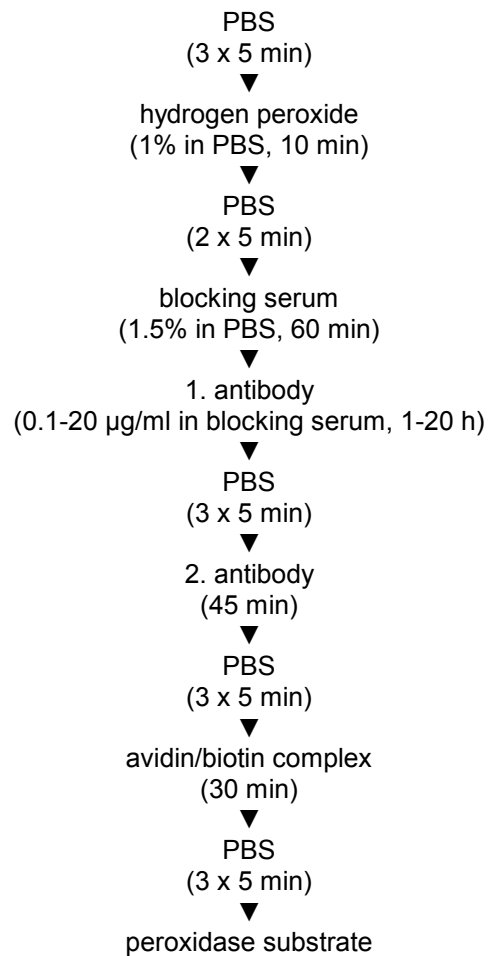 PBS
(3 x 5 min)
▼
hydrogen peroxide
(1% in PBS, 10 min)
▼
PBS
(2 x 5 min)
▼
blocking serum
(1.5% in PBS, 60 min)
▼
1. antibody
(0.1-20 µg/ml in blocking serum, 1-20 h)
▼
PBS
(3 x 5 min)
▼
2. antibody
(45 min)
▼
PBS
(3 x 5 min)
▼
avidin/biotin complex
(30 min)
▼
PBS
(3 x 5 min)
▼
peroxidase substrate